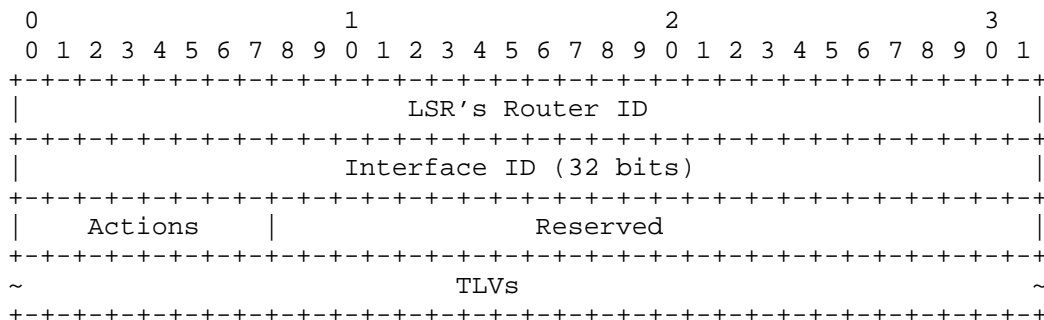 0                   1                   2                   3
 0 1 2 3 4 5 6 7 8 9 0 1 2 3 4 5 6 7 8 9 0 1 2 3 4 5 6 7 8 9 0 1
+-+-+-+-+-+-+-+-+-+-+-+-+-+-+-+-+-+-+-+-+-+-+-+-+-+-+-+-+-+-+-+-+
|                        LSR's Router ID                        |
+-+-+-+-+-+-+-+-+-+-+-+-+-+-+-+-+-+-+-+-+-+-+-+-+-+-+-+-+-+-+-+-+
|                    Interface ID (32 bits)                     |
+-+-+-+-+-+-+-+-+-+-+-+-+-+-+-+-+-+-+-+-+-+-+-+-+-+-+-+-+-+-+-+-+
|    Actions    |                Reserved                       |
+-+-+-+-+-+-+-+-+-+-+-+-+-+-+-+-+-+-+-+-+-+-+-+-+-+-+-+-+-+-+-+-+
~                           TLVs                                ~
+-+-+-+-+-+-+-+-+-+-+-+-+-+-+-+-+-+-+-+-+-+-+-+-+-+-+-+-+-+-+-+-+